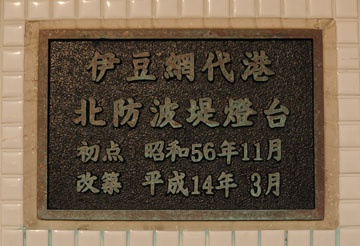 伊豆網代港
北防波堤燈台
初点 昭和56年11月
改築 平成14年 3月